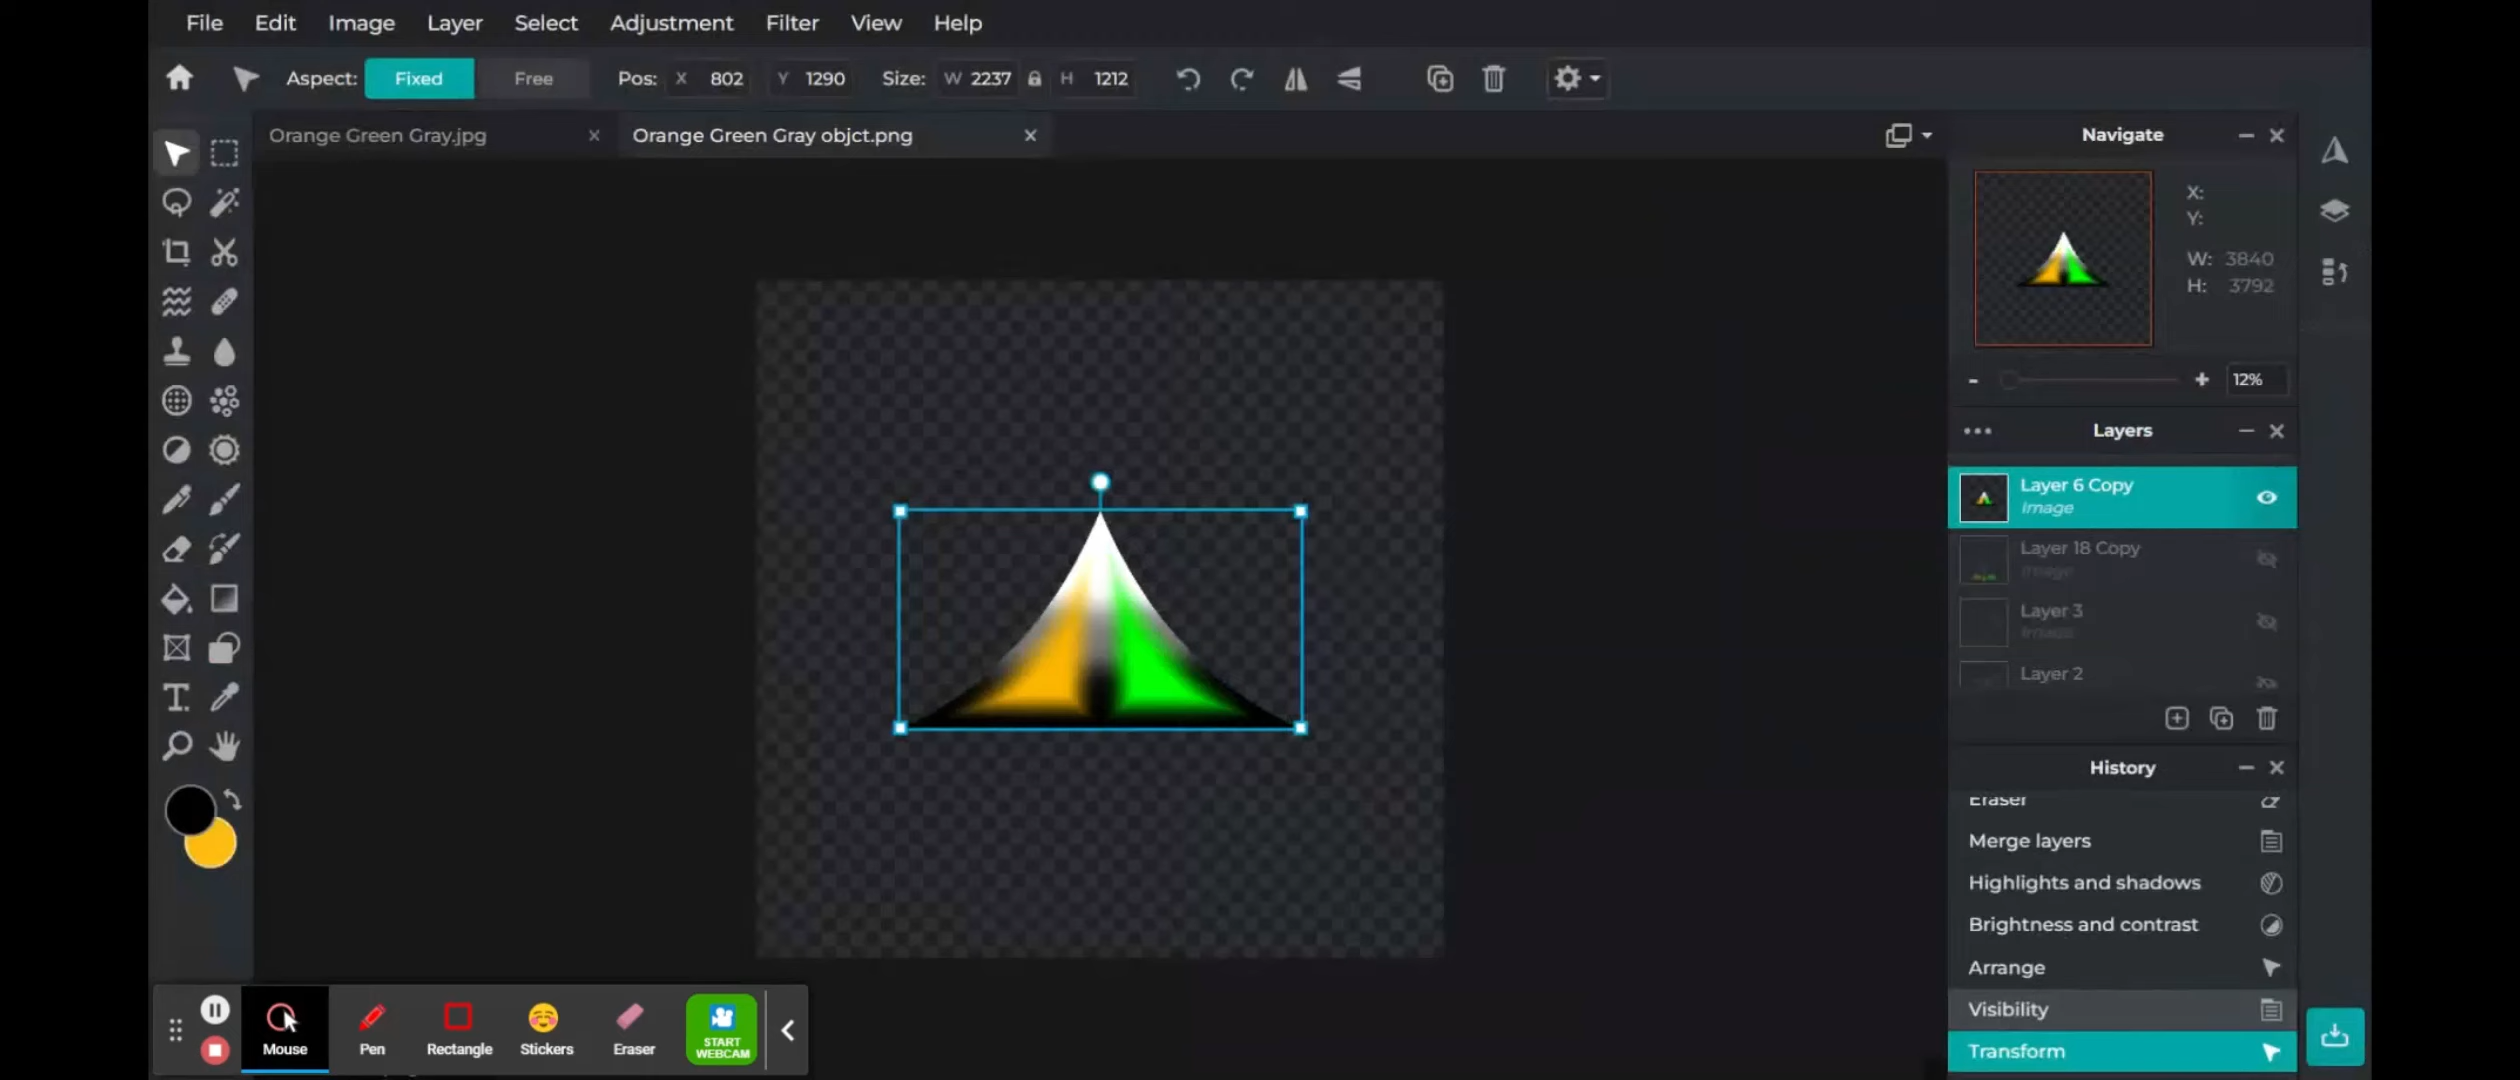 File Edit Image Layer Select Adjustment Filter View Help
Aspect: Fixed Free Pos: X 802 Y 1290 Size: W 2237 H 1212
Orange Green Gray.jpg
Orange Green Gray objct.png
Navigate
X:
Y:
W: 3840
H: 3792
- + 12%
Layers
Layer 6 Copy
Image
Layer 18 Copy
Image
Layer 3
Image
Layer 2
History
Eraser
Merge layers
Highlights and shadows
Brightness and contrast
Arrange
Visibility
Transform
Mouse
Pen
Rectangle
Stickers
Eraser
START
WEBCAM